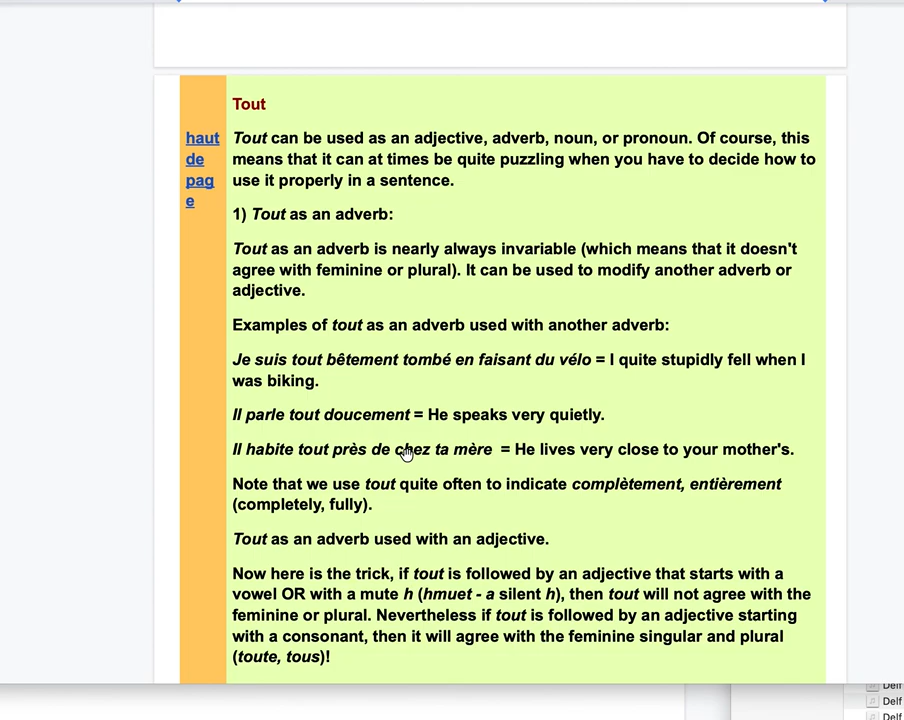 Tout
haut
de
pag
e
Tout can be used as an adjective, adverb, noun, or pronoun. Of course, this
means that it can at times be quite puzzling when you have to decide how to
use it properly in a sentence.
1) Tout as an adverb:
Tout as an adverb is nearly always invariable (which means that it doesn't
agree with feminine or plural). It can be used to modify another adverb or
adjective.
Examples of tout as an adverb used with another adverb:
Je suis tout bêtement tombé en faisant du vélo = I quite stupidly fell when I
was biking.
Il parle tout doucement = He speaks very quietly.
Il habite tout près de chez ta mère  = He lives very close to your mother's.
Note that we use tout quite often to indicate complètement, entièrement
(completely, fully).
Tout as an adverb used with an adjective.
Now here is the trick, if tout is followed by an adjective that starts with a
vowel OR with a mute h (hmuet - a silent h), then tout will not agree with the
feminine or plural. Nevertheless if tout is followed by an adjective starting
with a consonant, then it will agree with the feminine singular and plural
(toute, tous)!
Delf
Delf
Delf